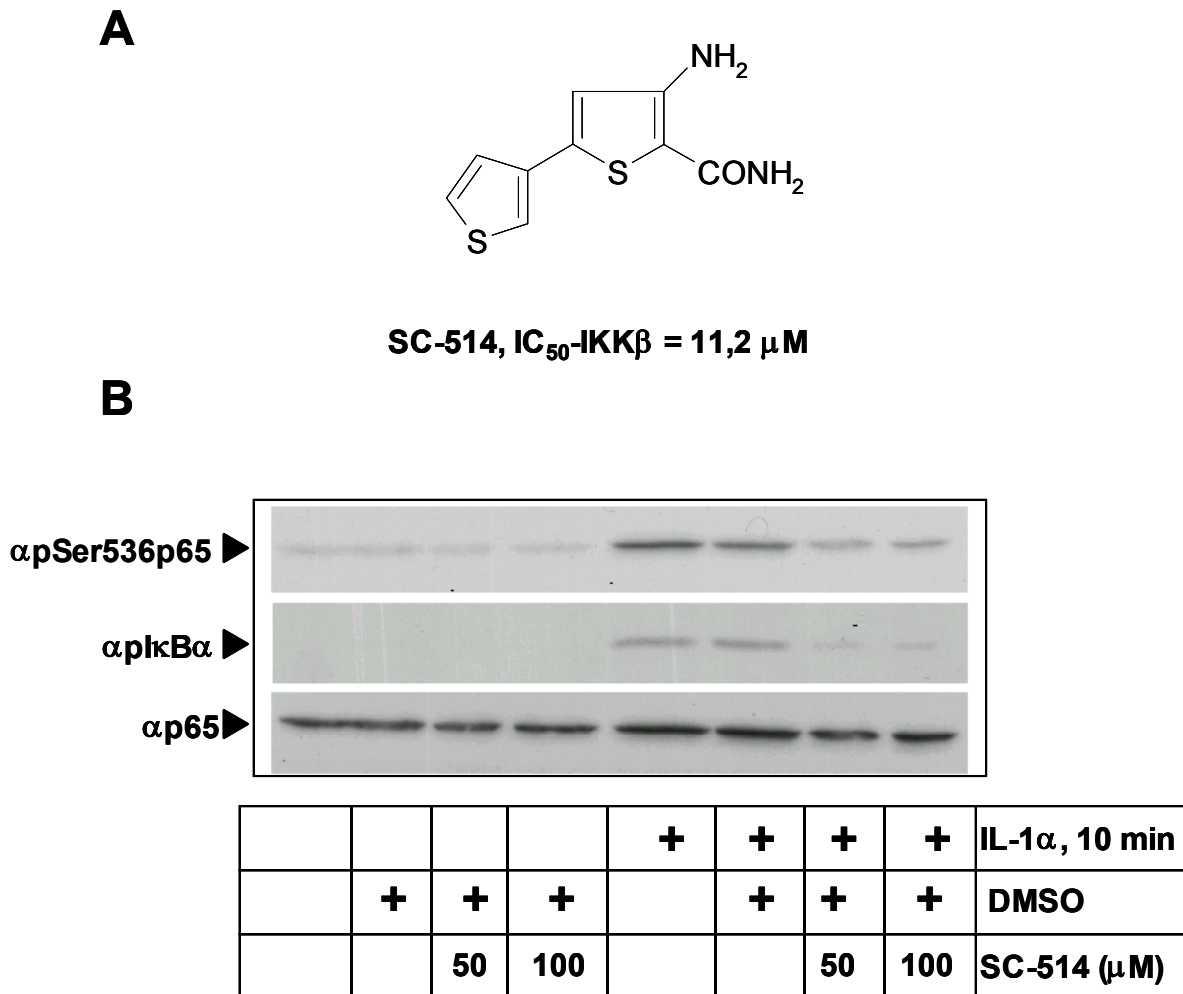 A
NH₂
S
CONH₂
S
SC-514, IC₅₀-IKKβ = 11,2 μM
B
αpSer536p65
αpIκBα
αp65
+ + + + IL-1α, 10 min
+ + + + + + DMSO
50 100 50 100 SC-514 (μM)